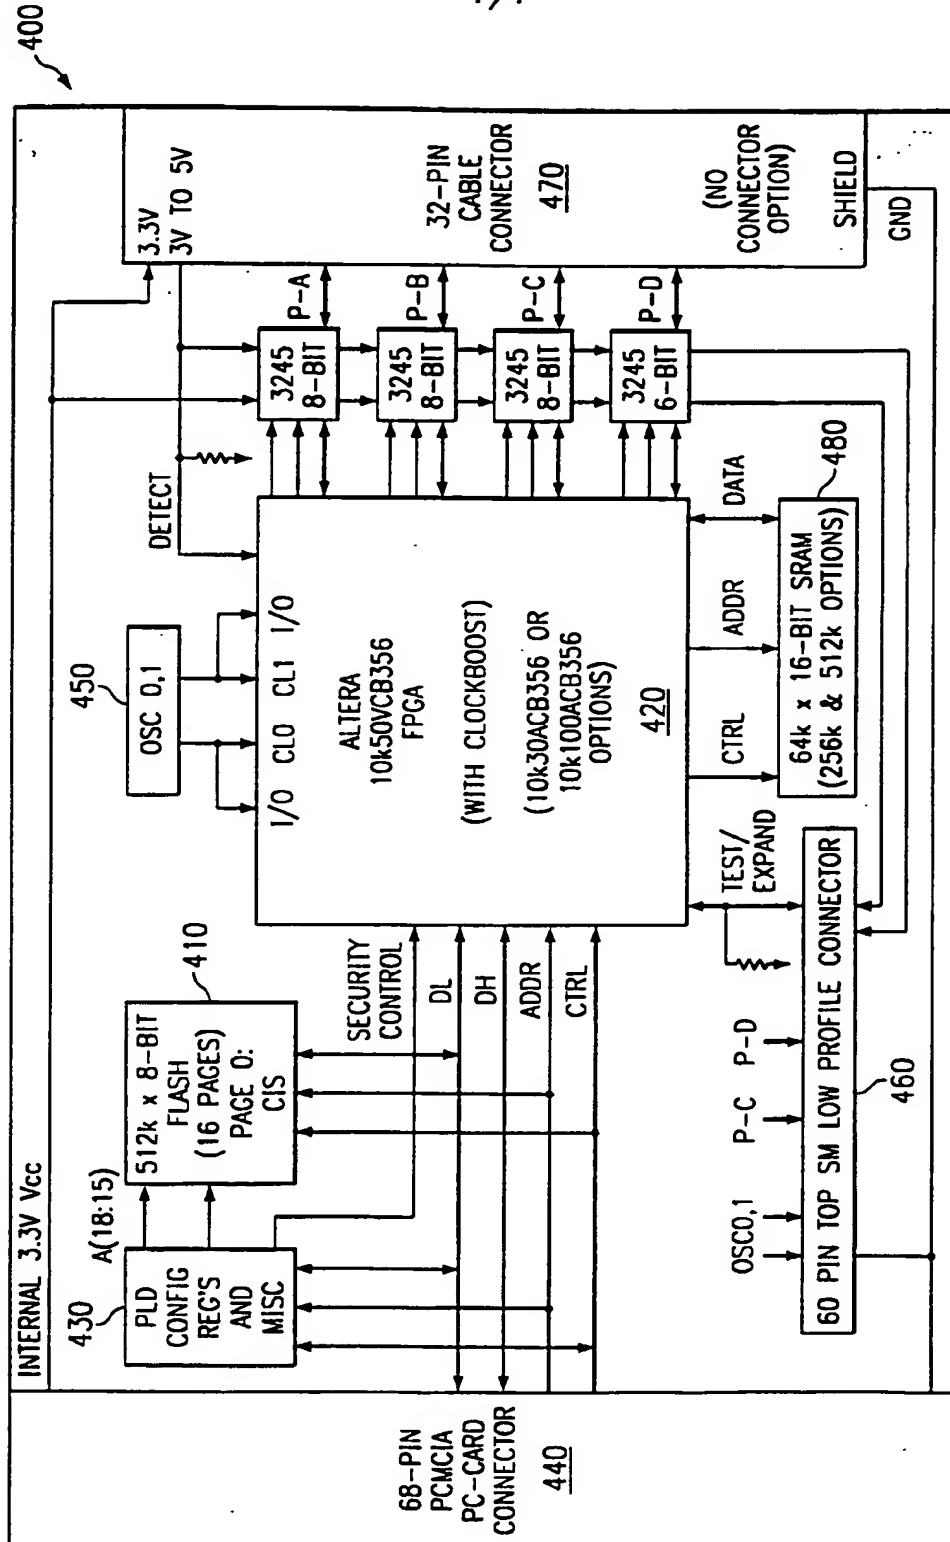 400
INTERNAL 3.3V Vcc
430
PLD
CONFIG
REG'S
AND
MISC
A(18:15)
512k x 8-BIT
FLASH
(16 PAGES)
PAGE 0:
CIS
410
450
OSC 0,1
DETECT
3.3V
3V TO 5V
32-PIN
CABLE
CONNECTOR
470
(NO
CONNECTOR
OPTION)
SHIELD
GND
I/O
CL0
CL1
I/O
ALTERA
10k50VCB356
FPGA
(WITH CLOCKBOOST)
(10k30ACB356 OR
10k100ACB356
OPTIONS)
420
3245
8-BIT
P-A
3245
8-BIT
P-B
3245
8-BIT
P-C
3245
6-BIT
P-D
SECURITY
CONTROL
DL
DH
ADDR
CTRL
68-PIN
PCMCIA
PC-CARD
CONNECTOR
440
OSC0,1
P-C
P-D
TEST/
EXPAND
CTRL
ADDR
DATA
60 PIN TOP SM LOW PROFILE CONNECTOR
460
64k x 16-BIT SRAM
(256k & 512k OPTIONS)
480